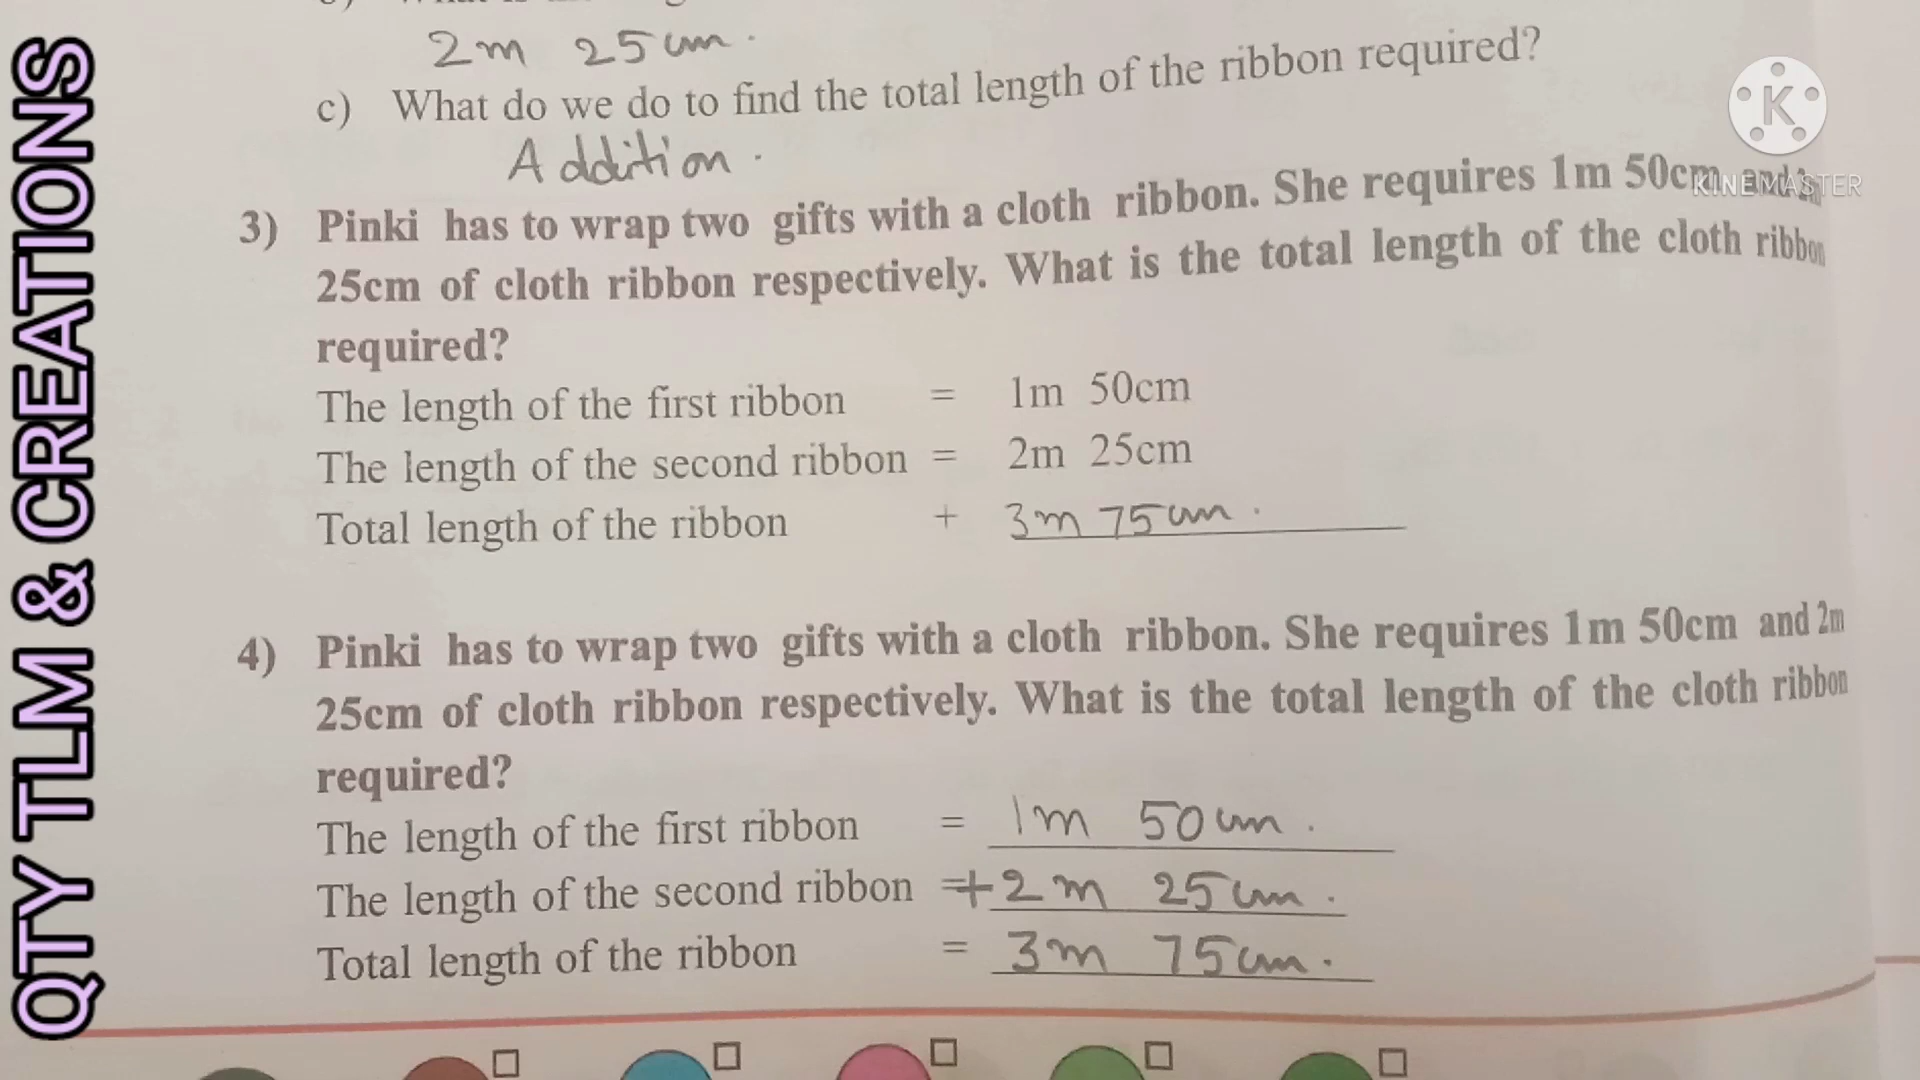 2m 25cm.
c) What do we do to find the total length of the ribbon required?
Addition.
3) Pinki has to wrap two gifts with a cloth ribbon. She requires 1m 50cm and
25cm of cloth ribbon respectively. What is the total length of the cloth ribbon
required?
The length of the first ribbon = 1m 50cm
The length of the second ribbon = 2m 25cm
Total length of the ribbon + 3m 75cm.
4) Pinki has to wrap two gifts with a cloth ribbon. She requires 1m 50cm and 2m
25cm of cloth ribbon respectively. What is the total length of the cloth ribbon
required?
The length of the first ribbon = 1m 50cm.
The length of the second ribbon =+2m 25cm.
Total length of the ribbon = 3m 75cm.
QTY TLM & CREATIONS
K
KINEMASTER